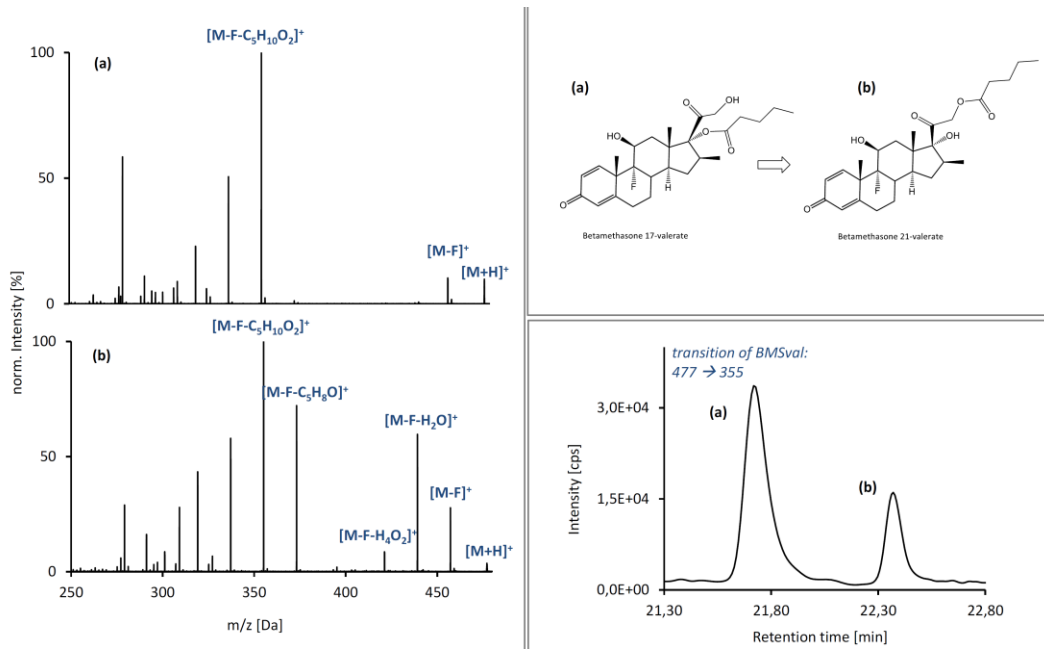 [M-F-C5H10O2]+
100
(a)
50
[M-F]+
[M+H]+
0
norm. Intensity [%]
[M-F-C5H10O2]+
100
(b)
[M-F-C5H8O]+
[M-F-H2O]+
50
[M-F]+
[M-F-H4O2]+
[M+H]+
0
250
300
350
400
450
m/z [Da]
(a)
O
OH
O
HO
O
F
H
O
Betamethasone 17-valerate
(b)
O
O
O
HO
OH
F
H
O
Betamethasone 21-valerate
transition of BMSval:
477 → 355
3,0E+04
(a)
1,5E+04
(b)
0,0E+00
Intensity [cps]
21,30
21,80
22,30
22,80
Retention time [min]